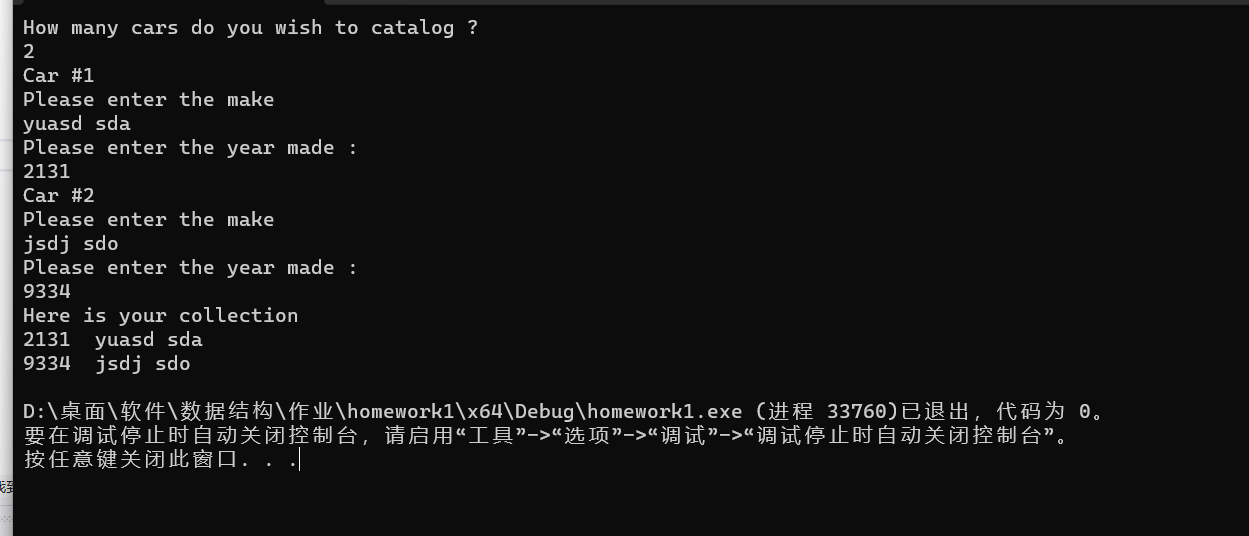 How many cars do you wish to catalog ?
2
Car #1
Please enter the make
yuasd sda
Please enter the year made :
2131
Car #2
Please enter the make
jsdj sdo
Please enter the year made :
9334
Here is your collection
2131  yuasd sda
9334  jsdj sdo
D:\桌面\软件\数据结构\作业\homework1\x64\Debug\homework1.exe (进程 33760)已退出，代码为 0。
要在调试停止时自动关闭控制台，请启用“工具”->“选项”->“调试”->“调试停止时自动关闭控制台”。
按任意键关闭此窗口. . .